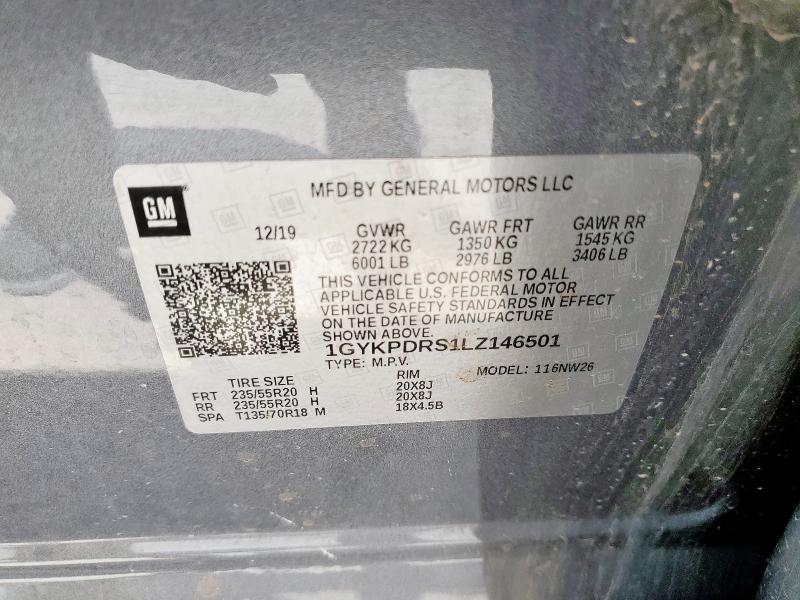 GM
MFD BY GENERAL MOTORS LLC
12/19 GVWR GAWR FRT GAWR RR
2722 KG 1350 KG 1545 KG
6001 LB 2976 LB 3406 LB
THIS VEHICLE CONFORMS TO ALL
APPLICABLE U.S. FEDERAL MOTOR
VEHICLE SAFETY STANDARDS IN EFFECT
ON THE DATE OF MANUFACTURE
SHOWN ABOVE.
1GYKPDRS1LZ146501
TYPE: M.P.V. MODEL: 116NW26
TIRE SIZE RIM
FRT 235/55R20 H 20X8J
RR 235/55R20 H 20X8J
SPA T135/70R18 M 18X4.5B